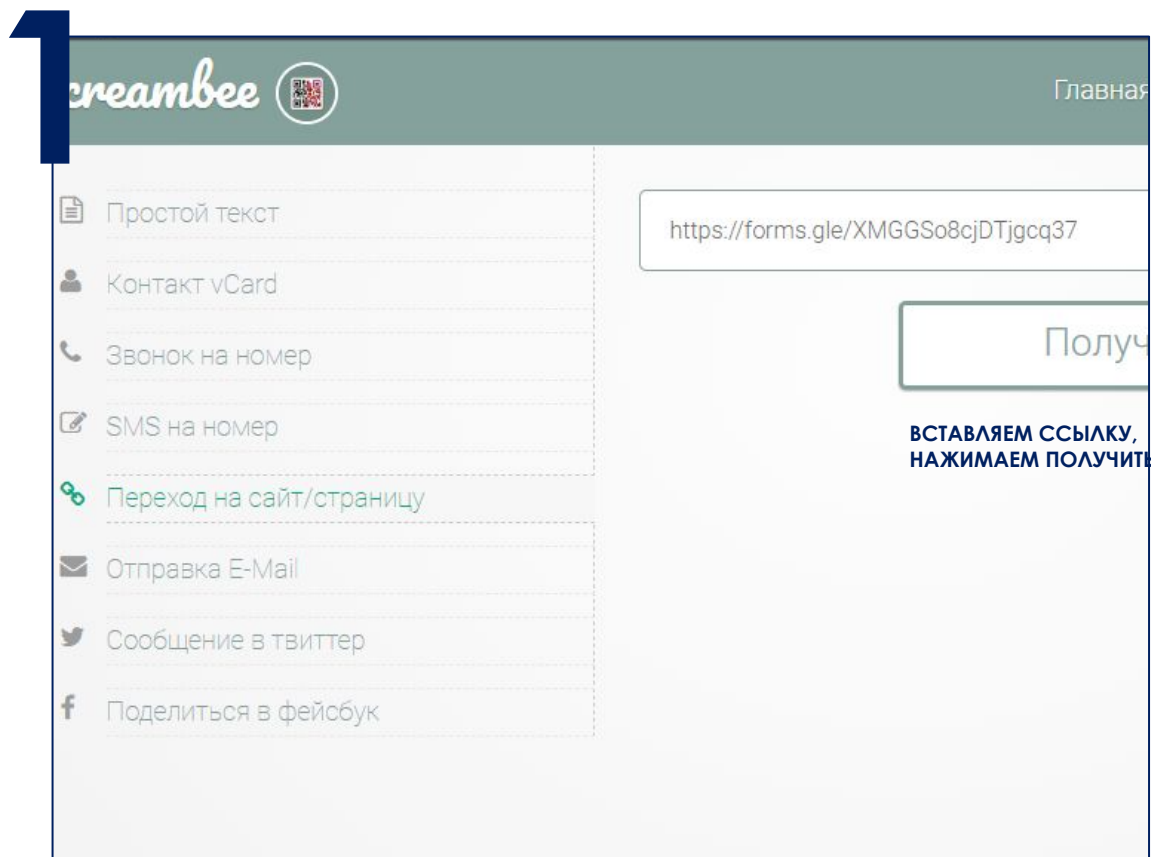 1
creambee
Главная
Простой текст
https://forms.gle/XMGGSo8cjDTjgcq37
Контакт vCard
Получ
Звонок на номер
SMS на номер
ВСТАВЛЯЕМ ССЫЛКУ,
НАЖИМАЕМ ПОЛУЧИТЬ
Переход на сайт/страницу
Отправка E-Mail
Сообщение в твиттер
Поделиться в фейсбук